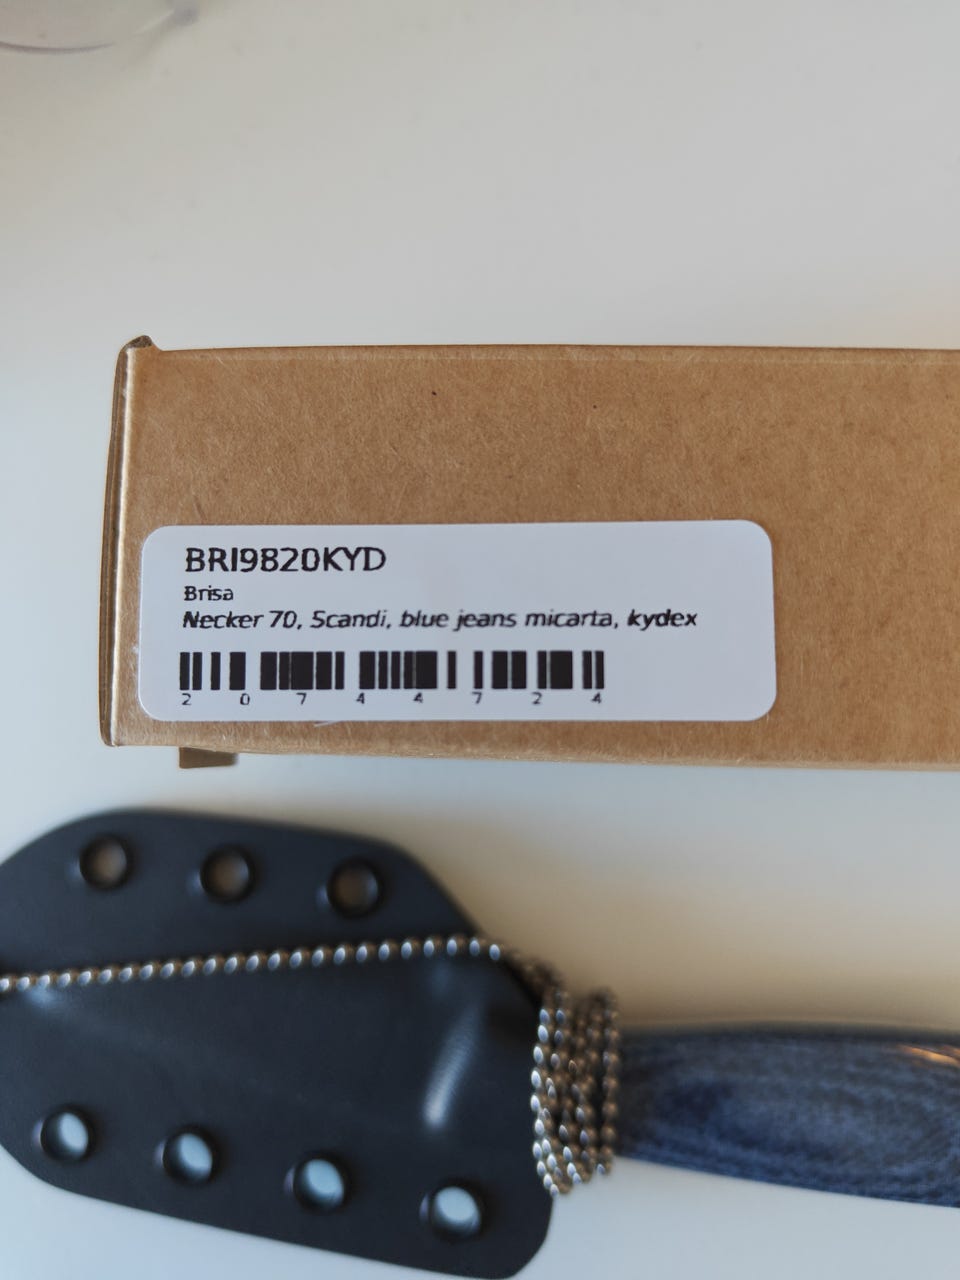 BRI9820KYD
Brisa
Necker 70, Scandi, blue jeans micarta, kydex
2 0 7 4 4 7 2 4